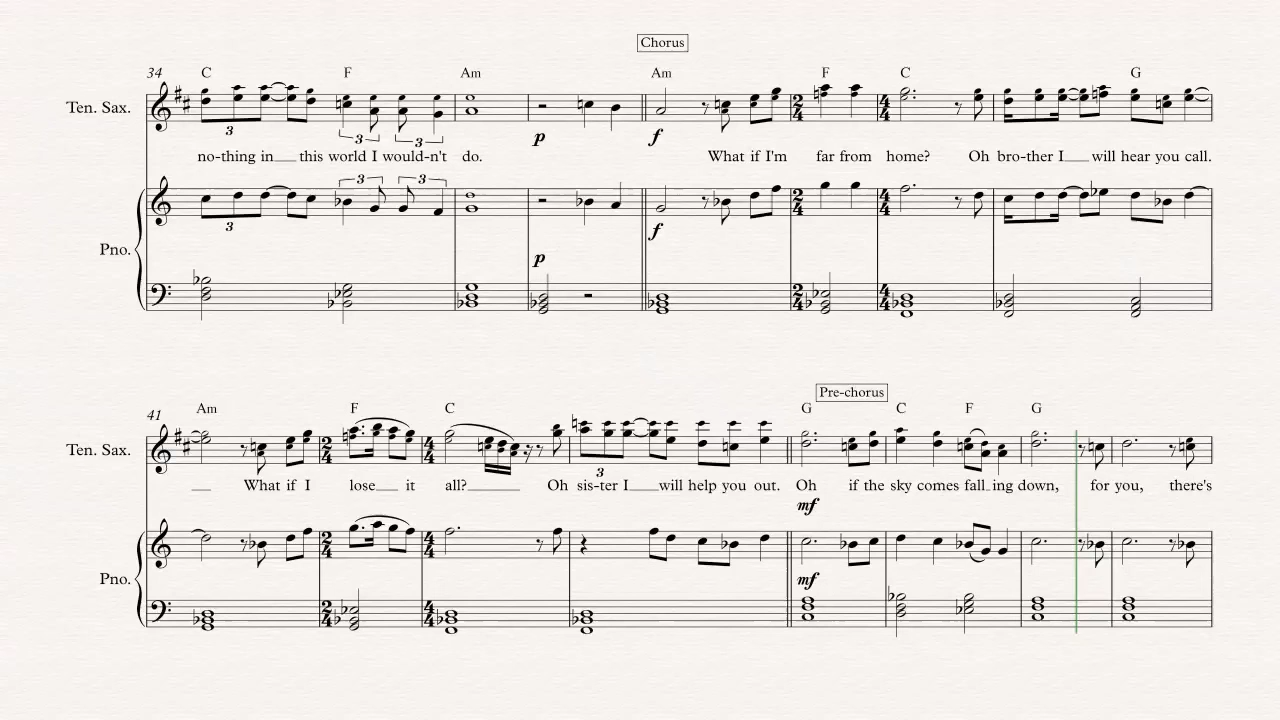 Chorus
34 C F Am Am F C G
Ten. Sax.
3 3 3 2 4 4 4
p f
no-thing in this world I would-n't do. What if I'm far from home? Oh bro-ther I will hear you call.
3 3 3 2 4 4 4
f
Pno.
p
2 4 4 4
Pre-chorus
41 Am F C G C F G
Ten. Sax.
2 4 4 4 3
What if I lose it all? Oh sis-ter I will help you out. Oh if the sky comes fall-ing down, for you, there's
mf
2 4 4 4
Pno.
mf
2 4 4 4